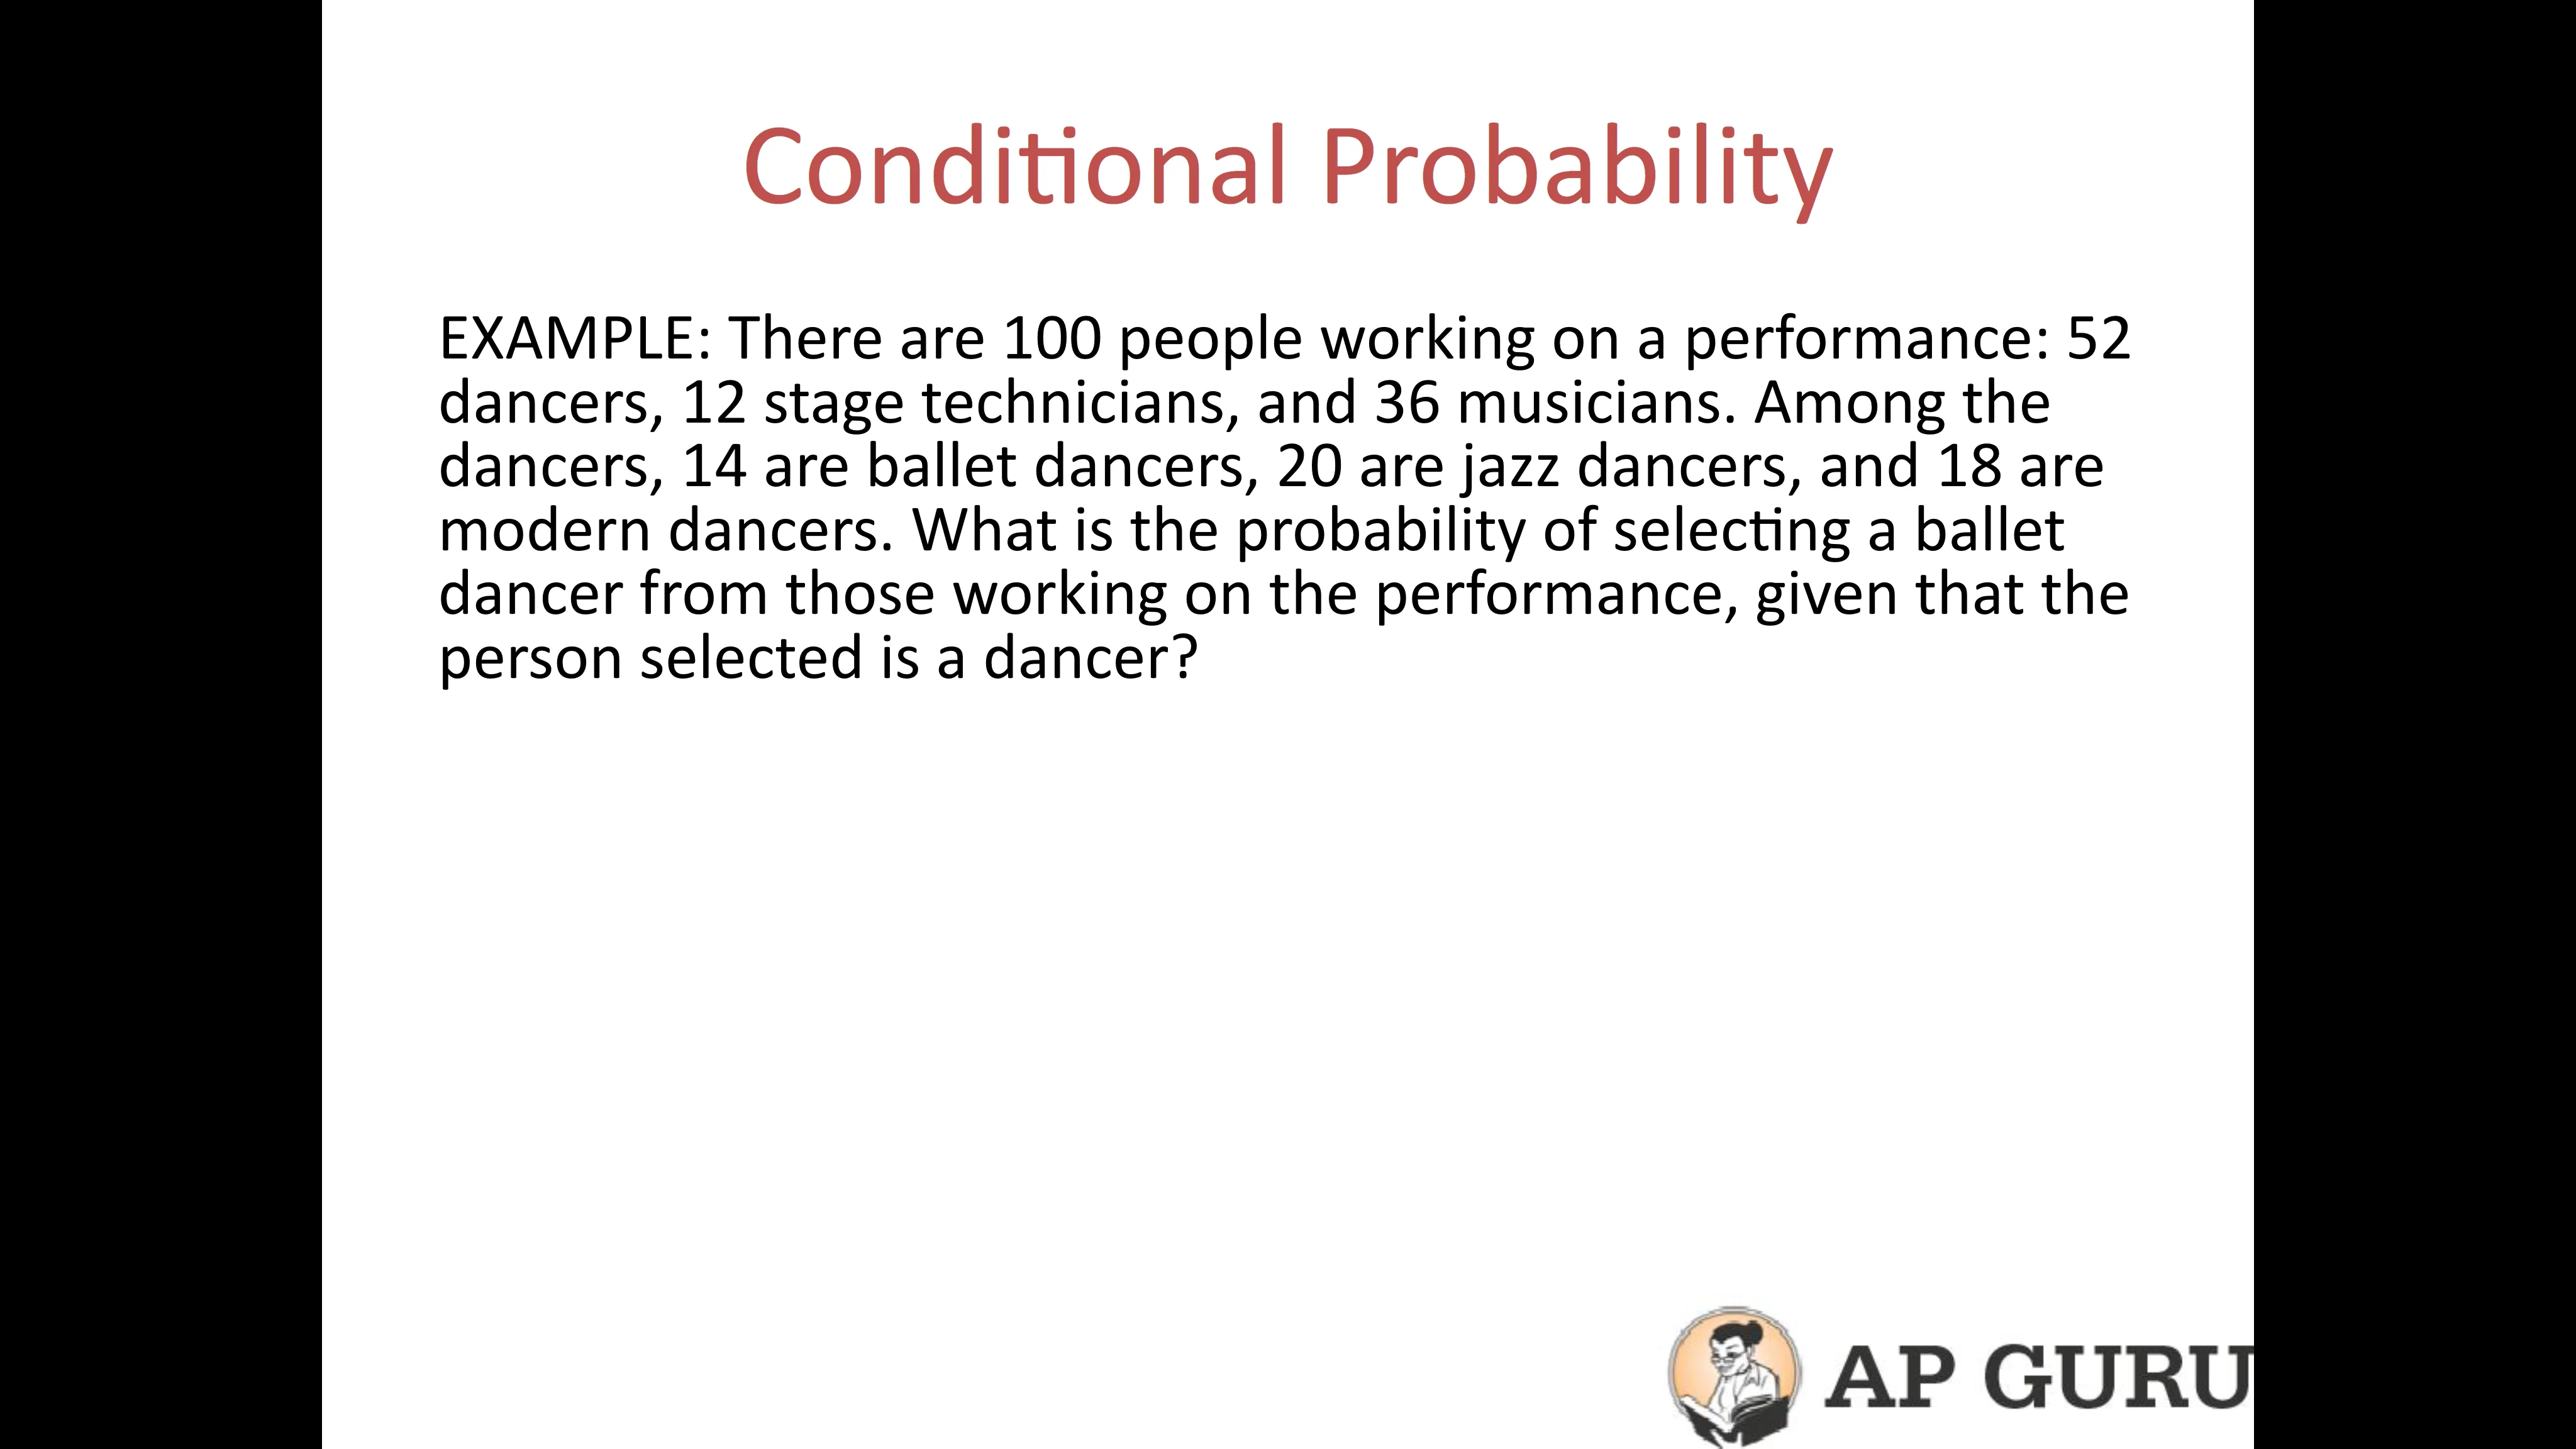 Conditional Probability
EXAMPLE: There are 100 people working on a performance: 52
dancers, 12 stage technicians, and 36 musicians. Among the
dancers, 14 are ballet dancers, 20 are jazz dancers, and 18 are
modern dancers. What is the probability of selecting a ballet
dancer from those working on the performance, given that the
person selected is a dancer?
AP GURU